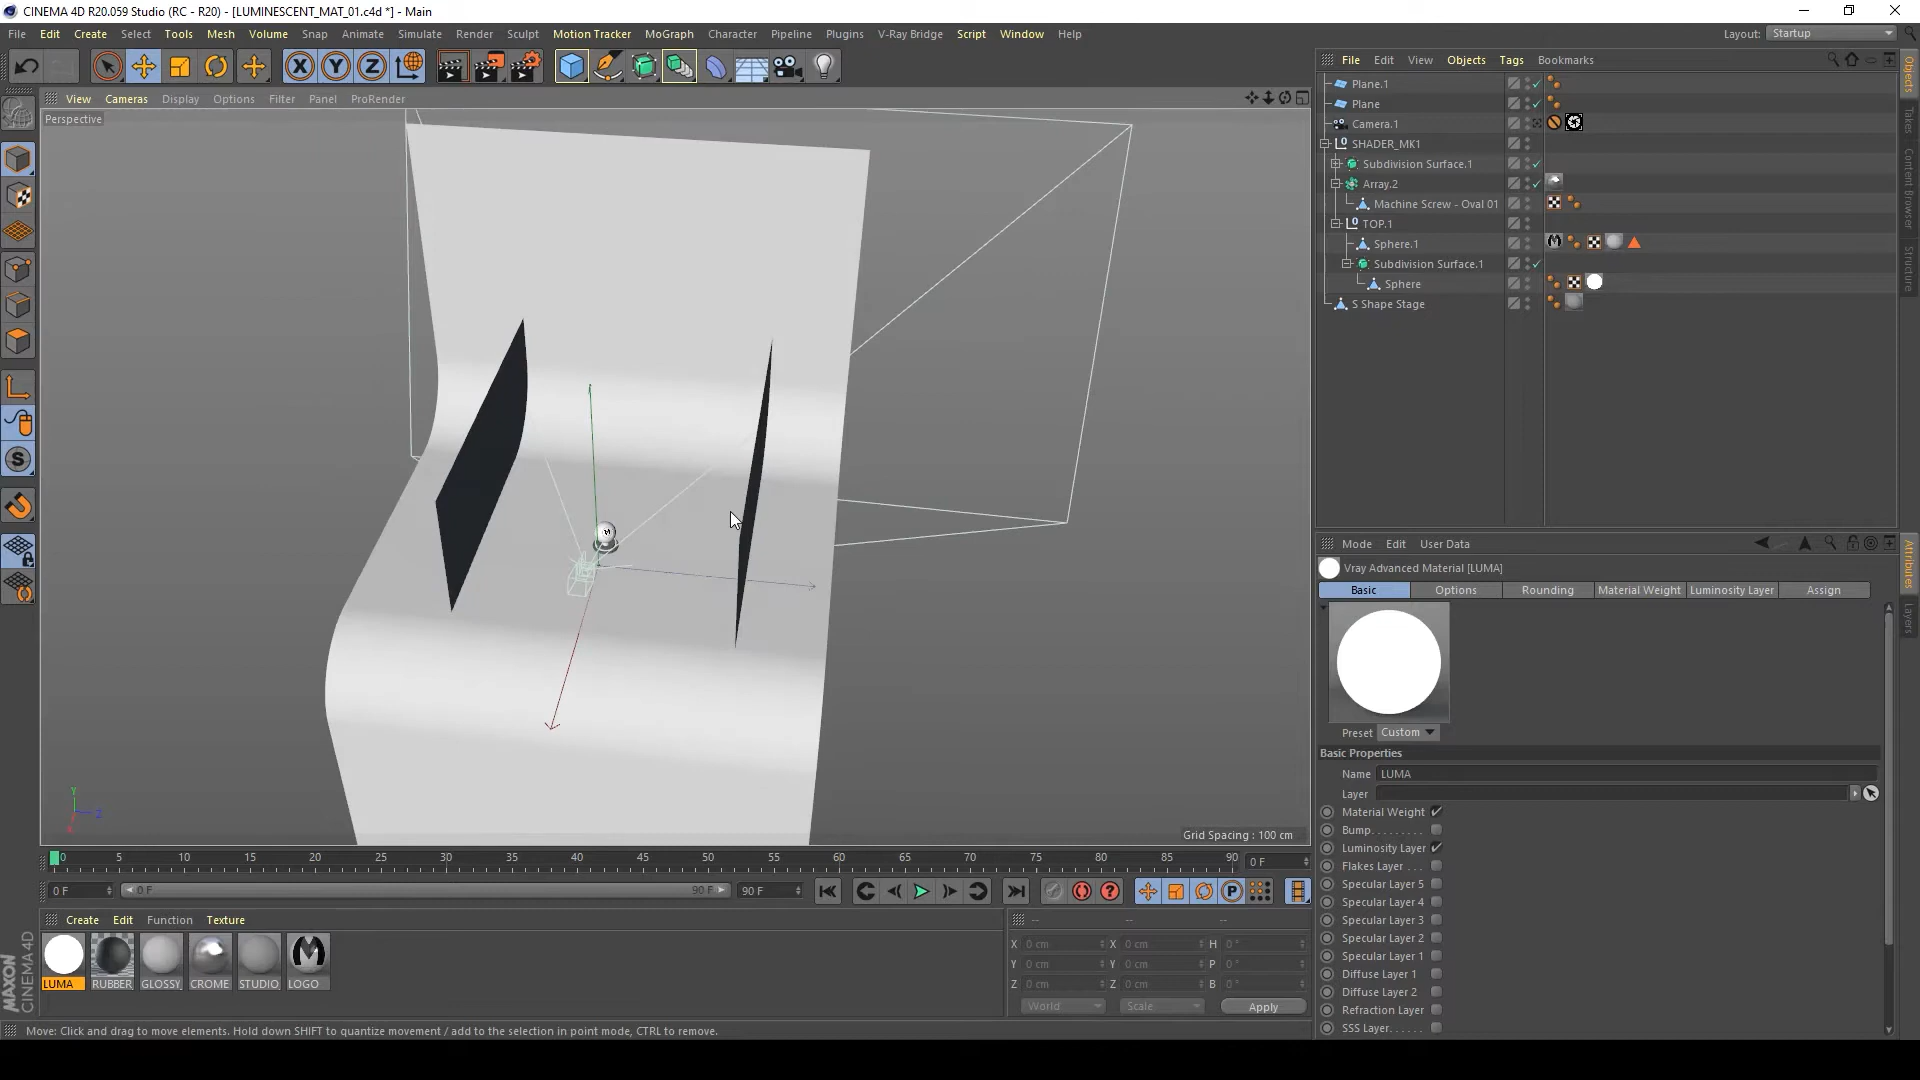 CINEMA 4D R20.059 Studio (RC - R20) - [LUMINESCENT_MAT_01.c4d *] - Main
File Edit Create Select Tools Mesh Volume Snap Animate Simulate Render Sculpt Motion Tracker MoGraph Character Pipeline Plugins V-Ray Bridge Script Window Help Layout: Startup
X Y Z
View Cameras Display Options Filter Panel ProRender
Perspective
Grid Spacing : 100 cm
Y
Z
X
S
File Edit View Objects Tags Bookmarks
Plane.1
Plane
Camera.1
SHADER_MK1
Subdivision Surface.1
Array.2
Machine Screw - Oval 01
TOP.1
Sphere.1
Subdivision Surface.1
Sphere
S Shape Stage
Objects
Takes
Content Browser
Structure
Mode Edit User Data
Vray Advanced Material [LUMA]
Basic Options Rounding Material Weight Luminosity Layer Assign
Preset Custom
Basic Properties
Name LUMA
Layer
Material Weight
Bump
Luminosity Layer
Flakes Layer
Specular Layer 5
Specular Layer 4
Specular Layer 3
Specular Layer 2
Specular Layer 1
Diffuse Layer 1
Diffuse Layer 2
Refraction Layer
SSS Layer
Attributes
Layers
0 5 10 15 20 25 30 35 40 45 50 55 60 65 70 75 80 85 90 0 F
0 F 0 F 90 F 90 F
Create Edit Function Texture
LUMA RUBBER GLOSSY CROME STUDIO LOGO
-- -- --
X 0 cm X 0 cm H 0 °
Y 0 cm Y 0 cm P 0 °
Z 0 cm Z 0 cm B 0 °
World Scale Apply
MAXON CINEMA 4D
Move: Click and drag to move elements. Hold down SHIFT to quantize movement / add to the selection in point mode, CTRL to remove.